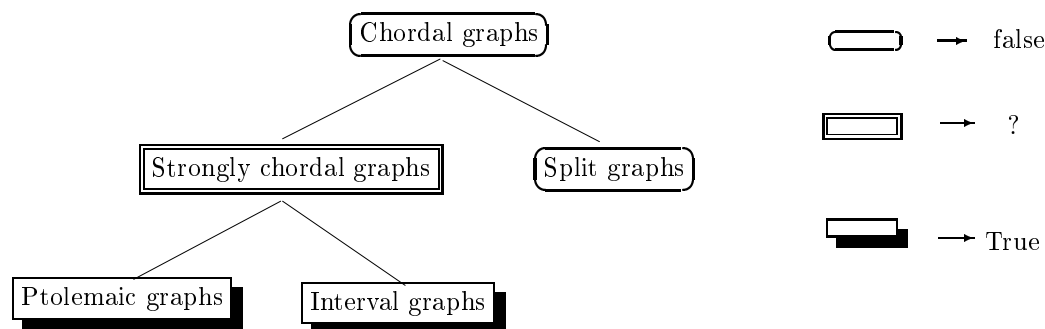 Chordal graphs
false
?
Strongly chordal graphs
Split graphs
True
Ptolemaic graphs
Interval graphs